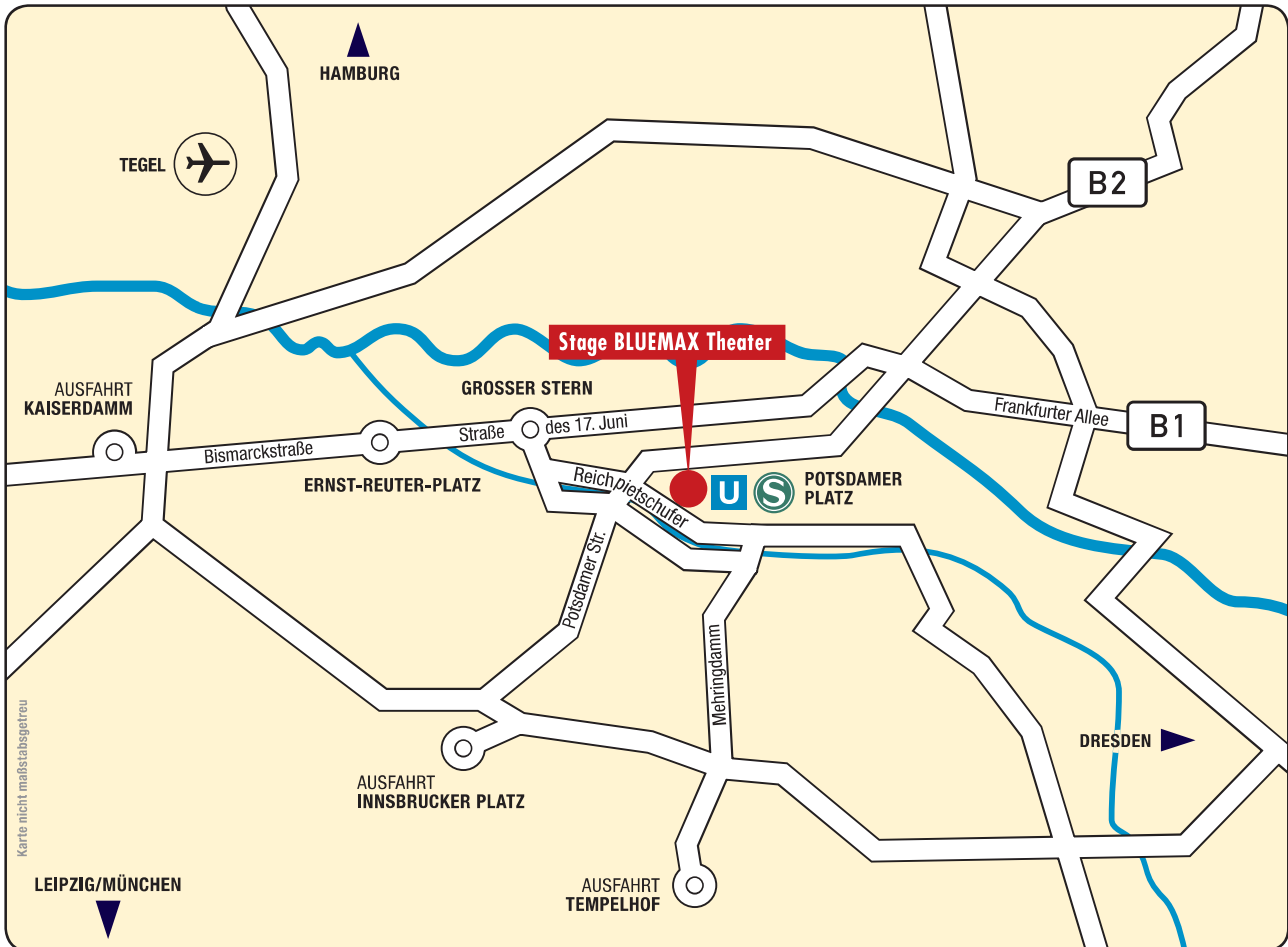 HAMBURG
TEGEL
B2
Stage BLUEMAX Theater
AUSFAHRT
KAISERDAMM
GROSSER STERN
Frankfurter Allee
B1
Straße
des 17. Juni
Bismarckstraße
ERNST-REUTER-PLATZ
Reichpietschufer
U
S
POTSDAMER
PLATZ
Potsdamer Str.
Mehringdamm
DRESDEN
AUSFAHRT
INNSBRUCKER PLATZ
Karte nicht maßstabsgetreu
LEIPZIG/MÜNCHEN
AUSFAHRT
TEMPELHOF